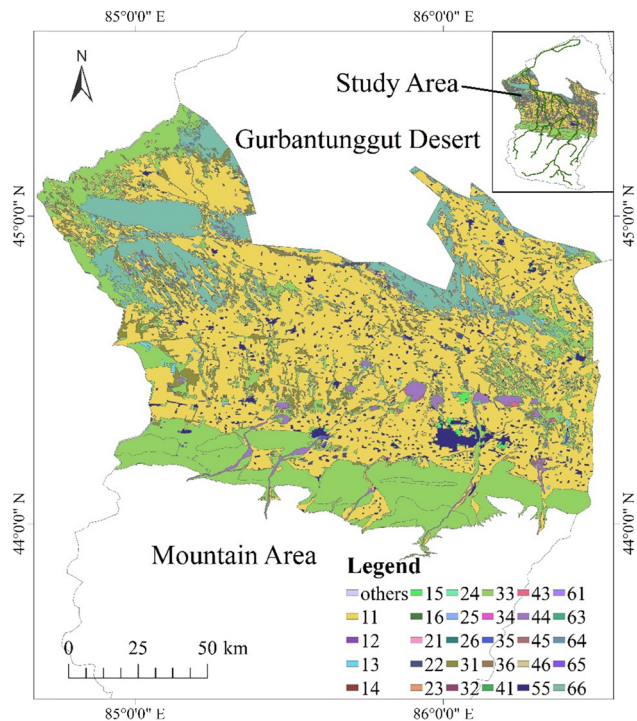 85°0'0" E
86°0'0" E
N
Study Area
Gurbantunggut Desert
45°0'0" N
45°0'0" N
44°0'0" N
44°0'0" N
Mountain Area
Legend
others 15 24 33 43 61
11 16 25 34 44 63
12 21 26 35 45 64
13 22 31 36 46 65
14 23 32 41 55 66
0 25 50 km
85°0'0" E
86°0'0" E